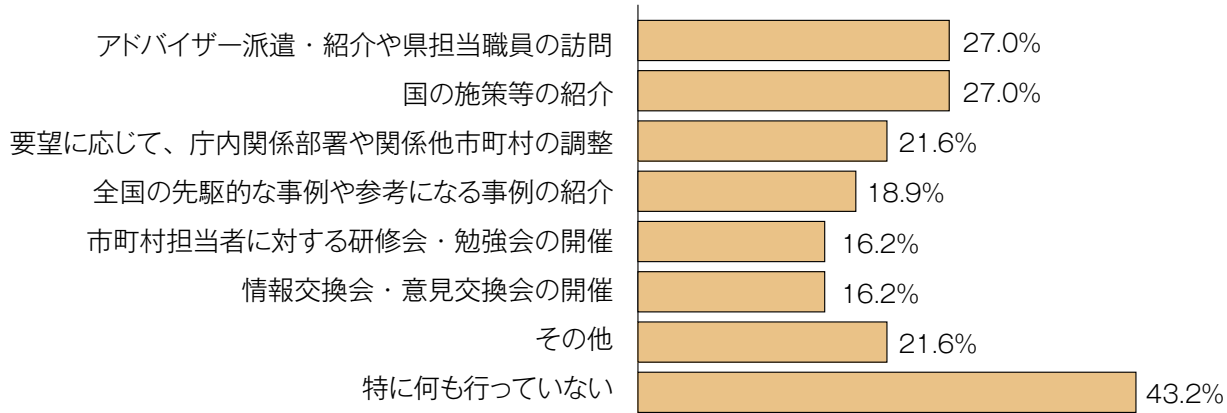 アドバイザー派遣・紹介や県担当職員の訪問 27.0%
国の施策等の紹介 27.0%
要望に応じて、庁内関係部署や関係他市町村の調整 21.6%
全国の先駆的な事例や参考になる事例の紹介 18.9%
市町村担当者に対する研修会・勉強会の開催 16.2%
情報交換会・意見交換会の開催 16.2%
その他 21.6%
特に何も行っていない 43.2%